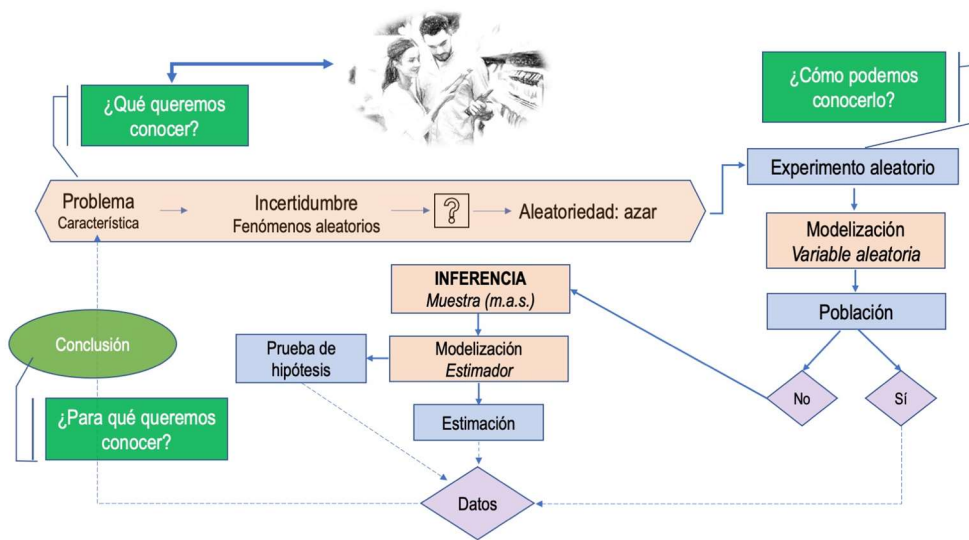 ¿Qué queremos
conocer?
¿Cómo podemos
conocerlo?
Experimento aleatorio
Problema
Característica
Incertidumbre
Fenómenos aleatorios
?
Aleatoriedad: azar
Modelización
Variable aleatoria
INFERENCIA
Muestra (m.a.s.)
Población
Conclusión
Prueba de
hipótesis
Modelización
Estimador
No
Sí
¿Para qué queremos
conocer?
Estimación
Datos